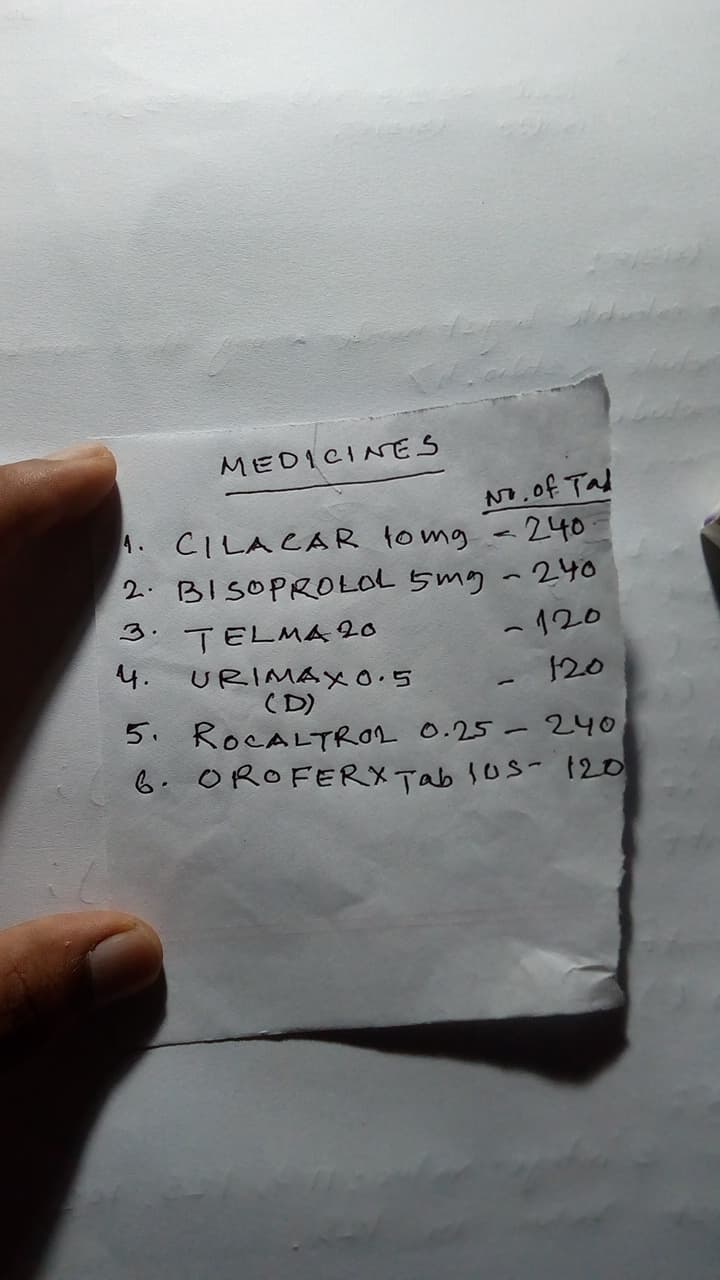 MEDICINES
No. of Tab
1. CILACAR 10mg - 240
2. BISOPROLOL 5mg - 240
3. TELMA 20 - 120
4. URIMAX 0.5 - 120
(D)
5. ROCALTROL 0.25 - 240
6. OROFERX Tab 10S - 120